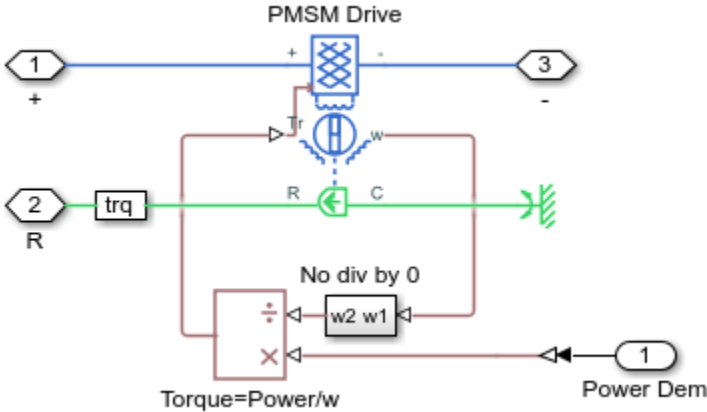 PMSM Drive
1
+
-
3
+
-
Tr
w
2
trq
R
C
R
No div by 0
÷
w2 w1
×
1
Torque=Power/w
Power Dem